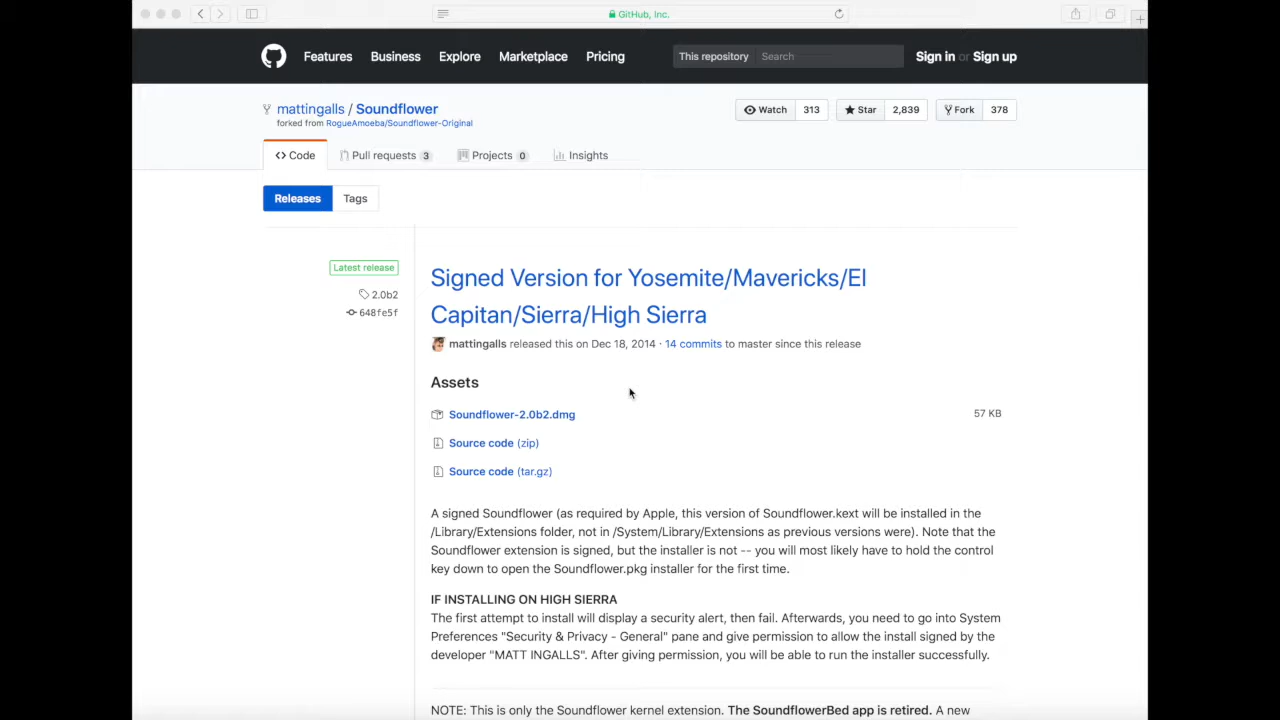 GitHub, Inc.
Features Business Explore Marketplace Pricing This repository Search Sign in or Sign up
mattingalls / Soundflower Watch 313 Star 2,839 Fork 378
forked from RogueAmoeba/Soundflower-Original
<> Code Pull requests 3 Projects 0 Insights
Releases Tags
Latest release
2.0b2
648fe5f
Signed Version for Yosemite/Mavericks/El
Capitan/Sierra/High Sierra
mattingalls released this on Dec 18, 2014 · 14 commits to master since this release
Assets
Soundflower-2.0b2.dmg 57 KB
Source code (zip)
Source code (tar.gz)
A signed Soundflower (as required by Apple, this version of Soundflower.kext will be installed in the
/Library/Extensions folder, not in /System/Library/Extensions as previous versions were). Note that the
Soundflower extension is signed, but the installer is not -- you will most likely have to hold the control
key down to open the Soundflower.pkg installer for the first time.
IF INSTALLING ON HIGH SIERRA
The first attempt to install will display a security alert, then fail. Afterwards, you need to go into System
Preferences "Security & Privacy - General" pane and give permission to allow the install signed by the
developer "MATT INGALLS". After giving permission, you will be able to run the installer successfully.
NOTE: This is only the Soundflower kernel extension. The SoundflowerBed app is retired. A new